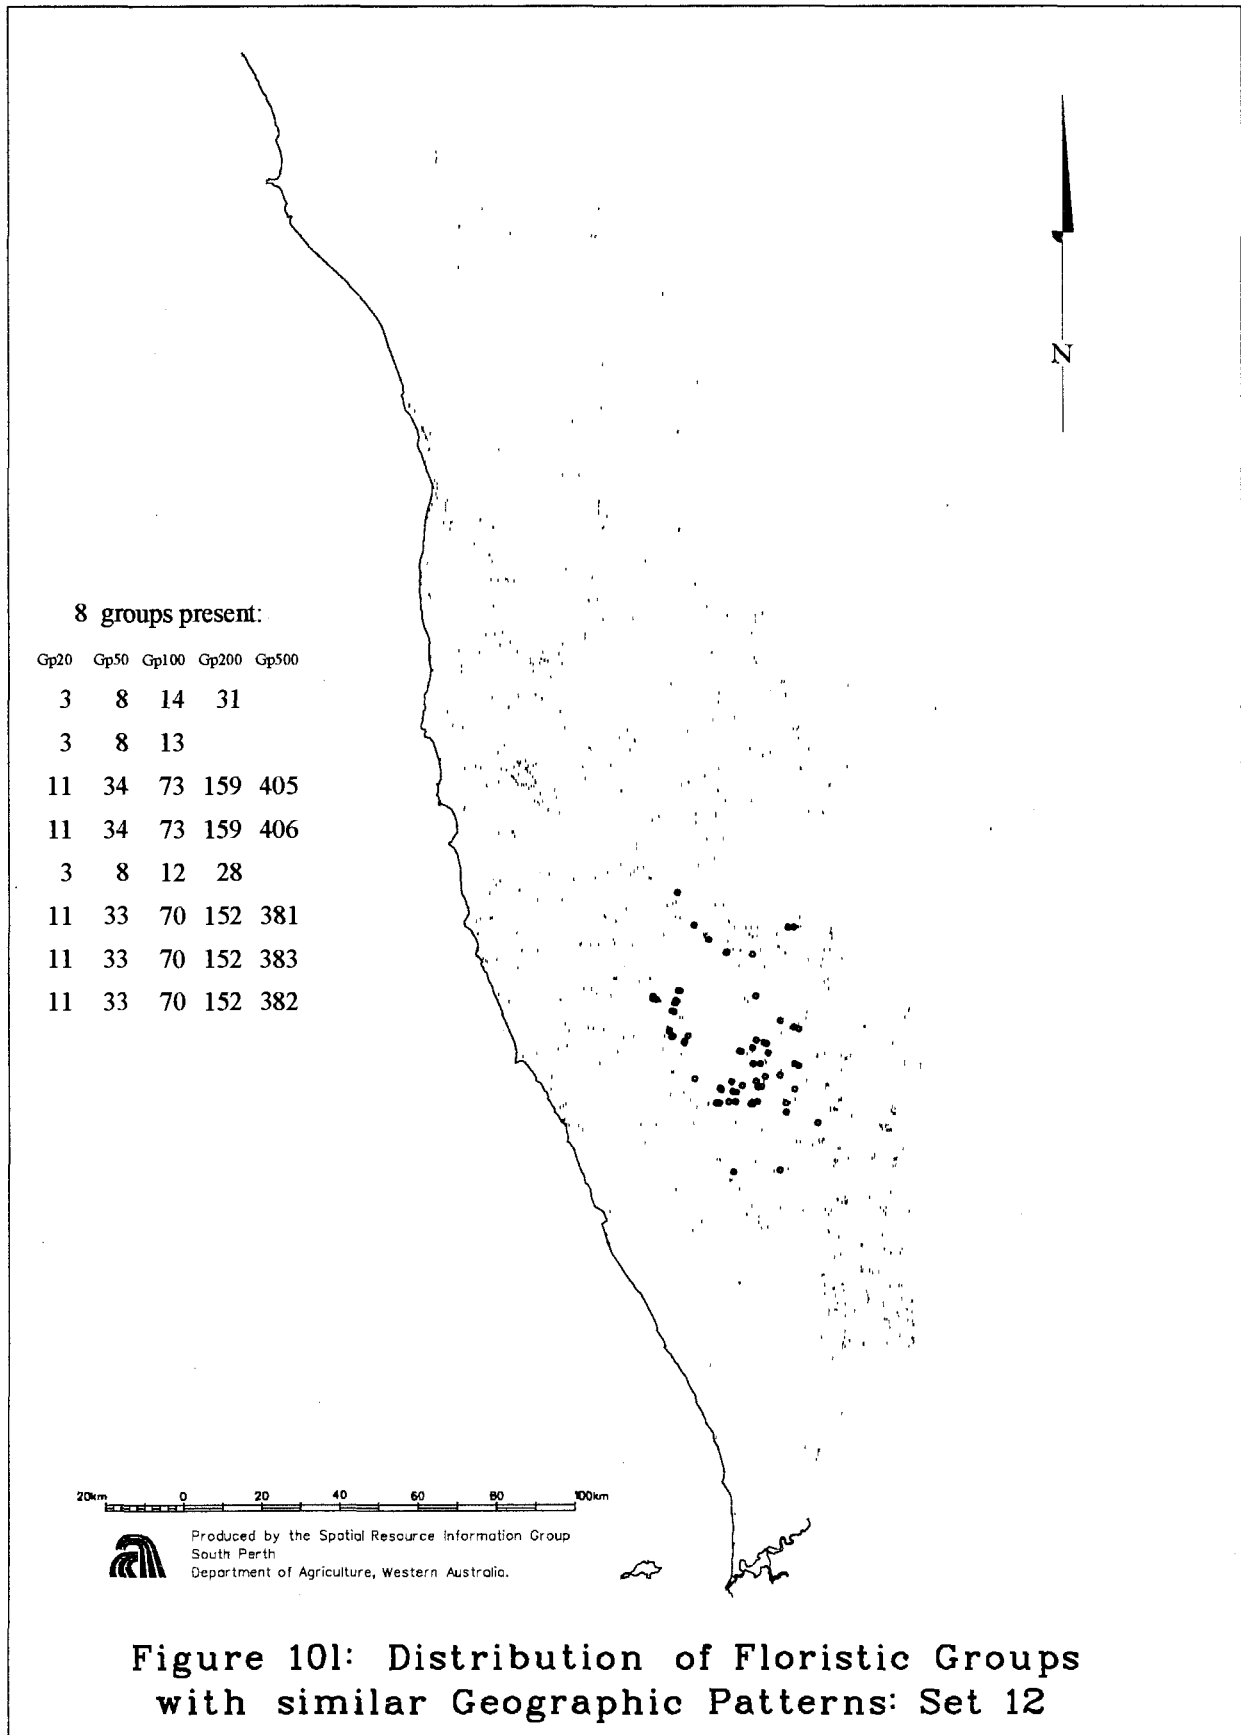 N
8 groups present:
Gp20 Gp50 Gp100 Gp200 Gp500
3 8 14 31
3 8 13
11 34 73 159 405
11 34 73 159 406
3 8 12 28
11 33 70 152 381
11 33 70 152 383
11 33 70 152 382
20km 0 20 40 60 80 100km
Produced by the Spatial Resource Information Group
South Perth
Department of Agriculture, Western Australia.
Figure 101: Distribution of Floristic Groups
with similar Geographic Patterns: Set 12